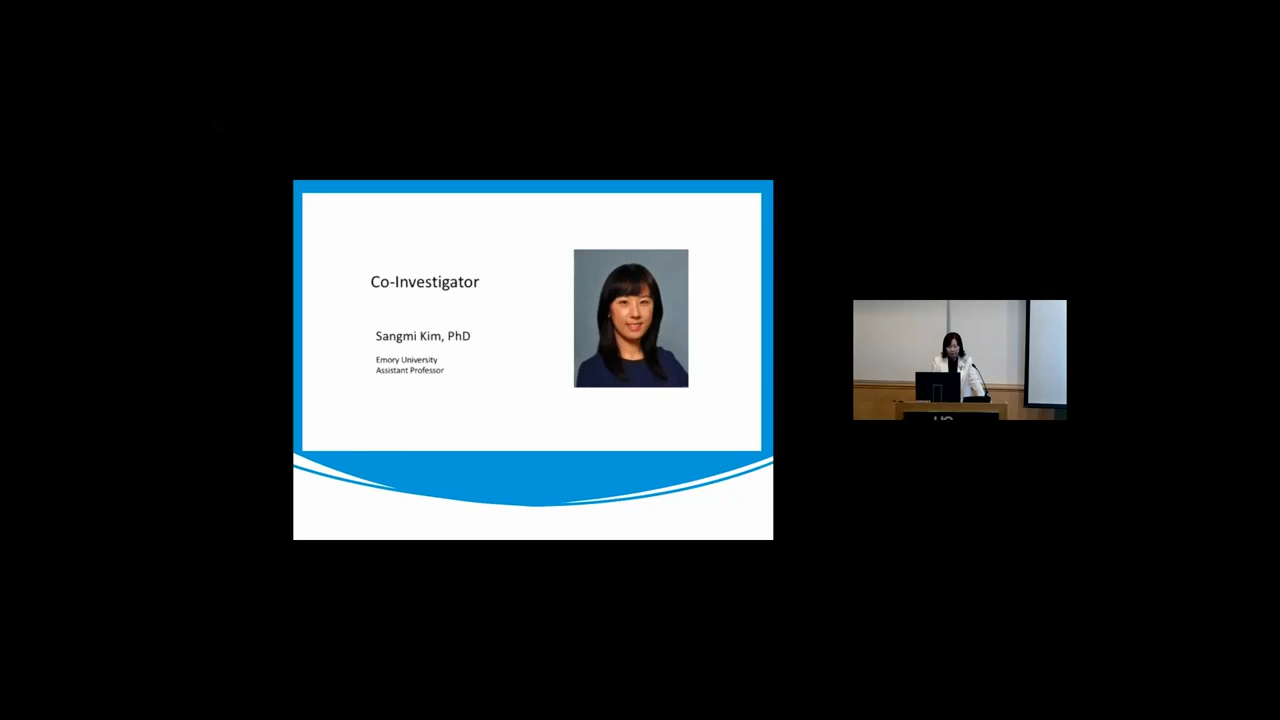 Co-Investigator
Sangmi Kim, PhD
Emory University
Assistant Professor